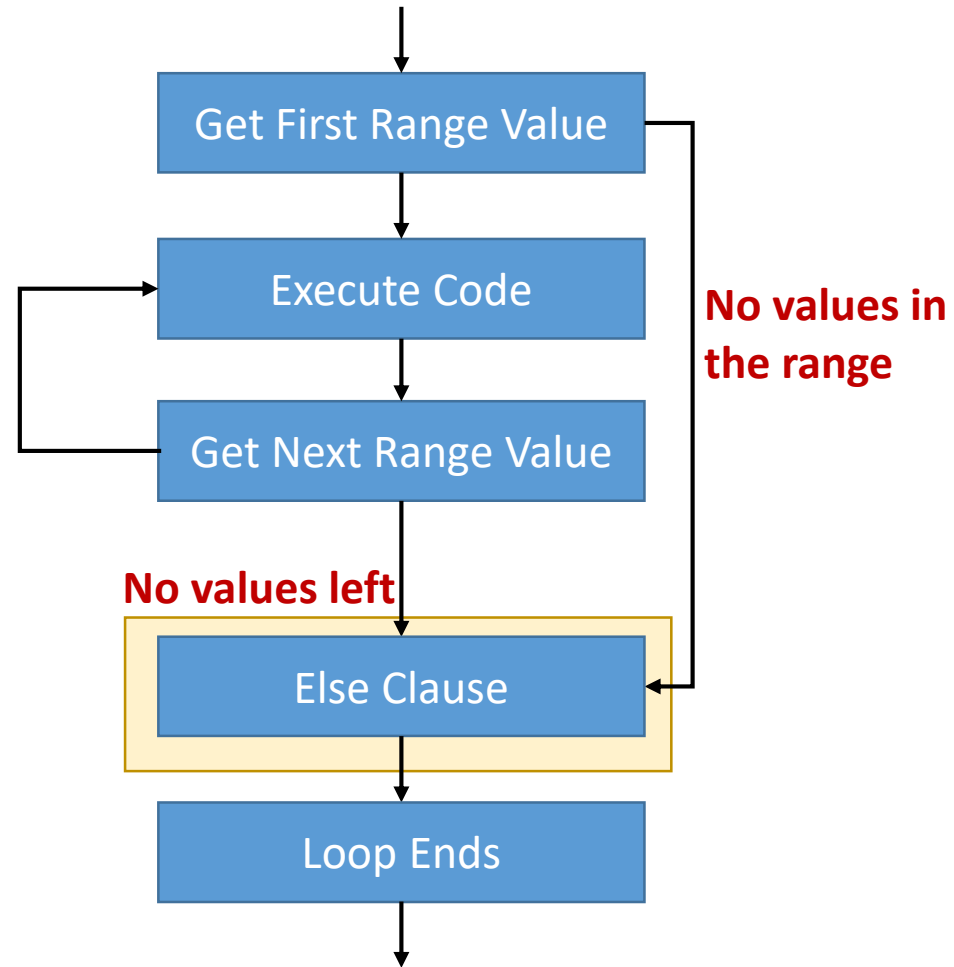 Get First Range Value
Execute Code
No values in
the range
Get Next Range Value
No values left
Else Clause
Loop Ends